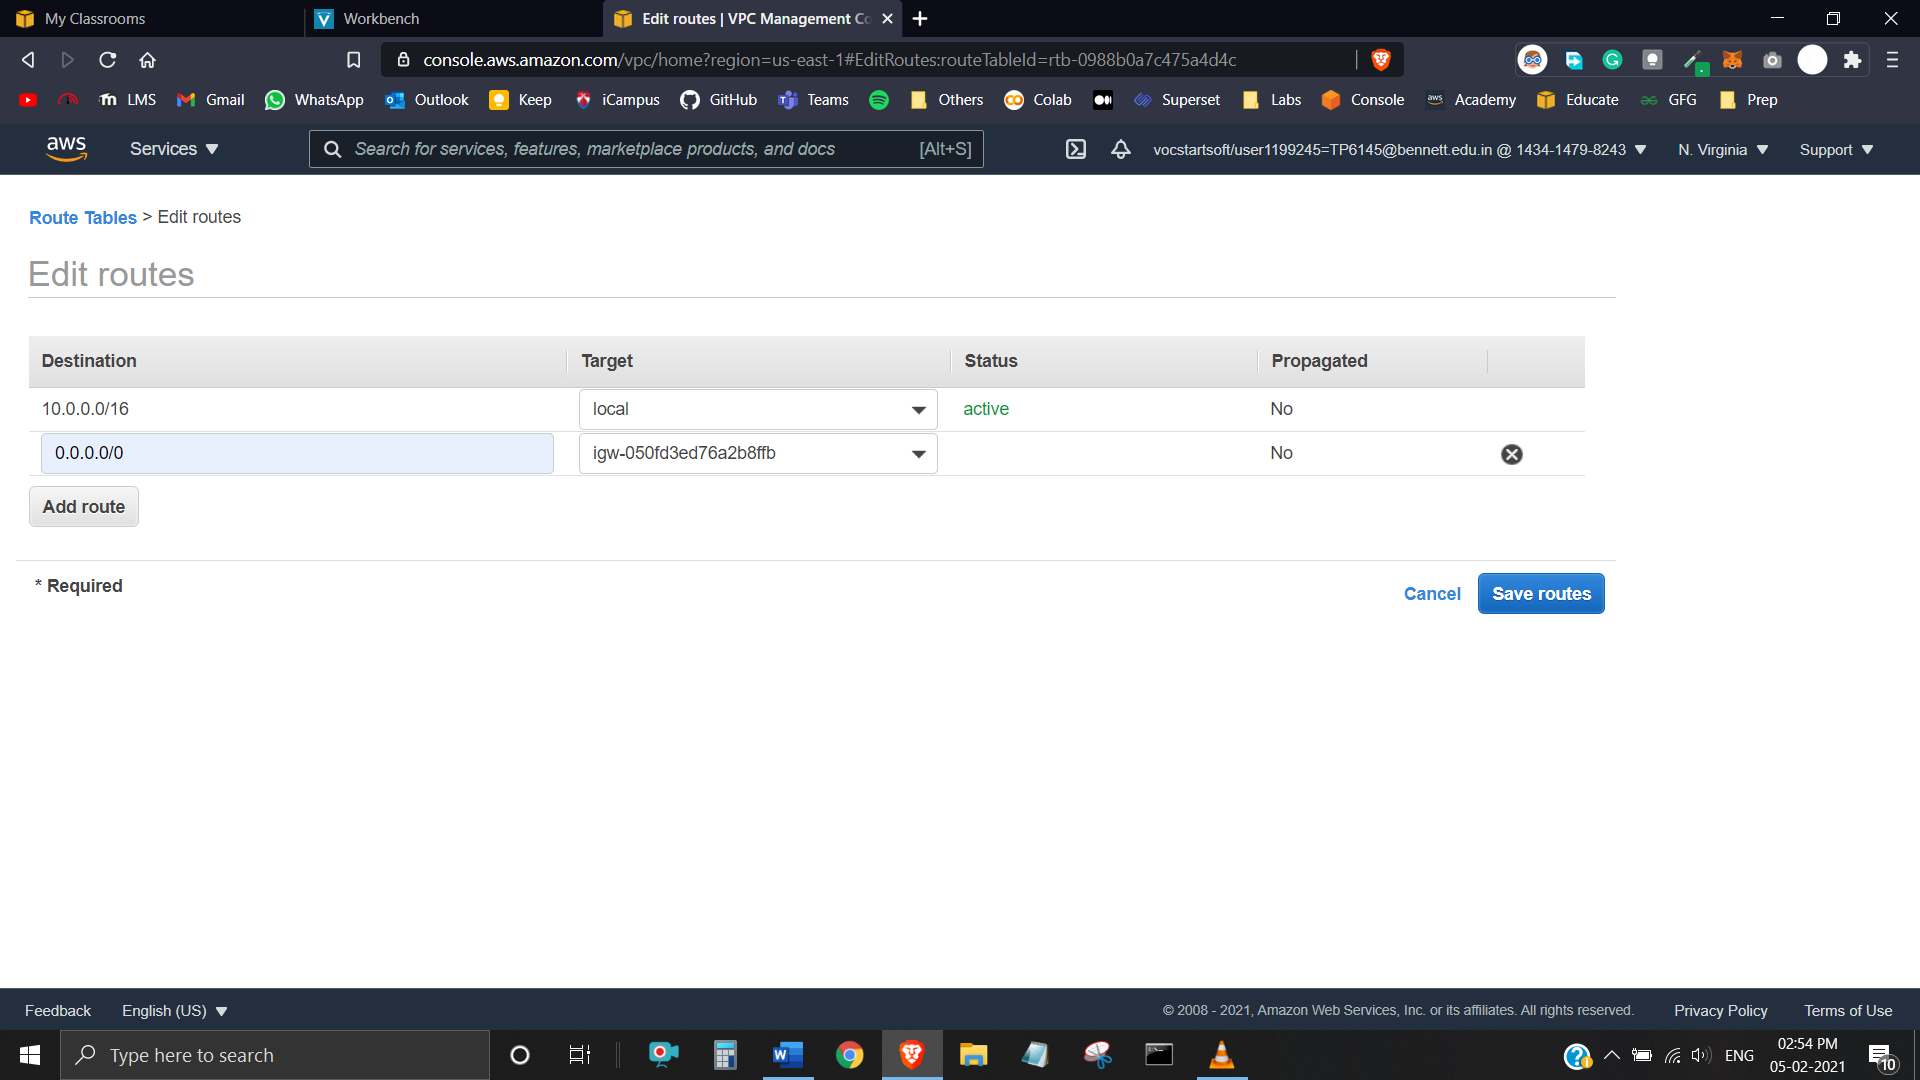 My Classrooms
Workbench
Edit routes | VPC Management Co
console.aws.amazon.com/vpc/home?region=us-east-1#EditRoutes:routeTableId=rtb-0988b0a7c475a4d4c
LMS Gmail WhatsApp Outlook Keep iCampus GitHub Teams Others Colab Superset Labs Console aws Academy Educate GFG Prep
aws Services Search for services, features, marketplace products, and docs [Alt+S] vocstartsoft/user1199245=TP6145@bennett.edu.in @ 1434-1479-8243 N. Virginia Support
Route Tables > Edit routes
Edit routes
Destination Target Status Propagated
10.0.0.0/16 local active No
0.0.0.0/0 igw-050fd3ed76a2b8ffb No
Add route
* Required
Cancel Save routes
Feedback English (US) © 2008 - 2021, Amazon Web Services, Inc. or its affiliates. All rights reserved. Privacy Policy Terms of Use
Type here to search
ENG
02:54 PM
05-02-2021
10